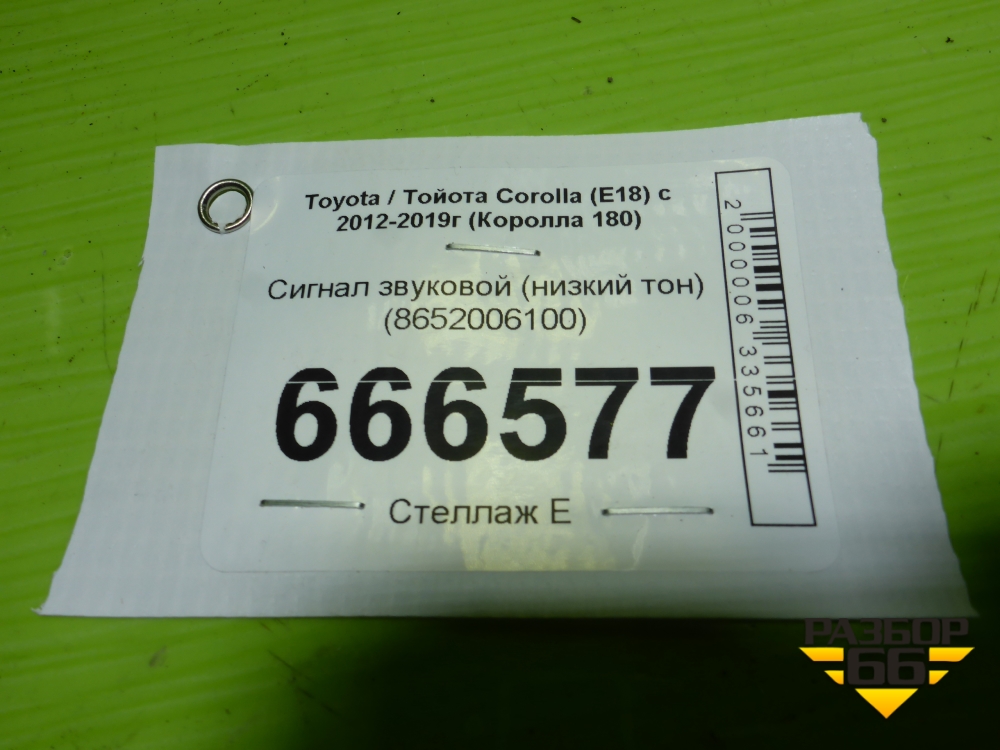 Toyota / Тойота Corolla (E18) с
2012-2019г (Королла 180)
Сигнал звуковой (низкий тон)
(8652006100)
666577
Стеллаж Е
2000006335661
РАЗБОР
66